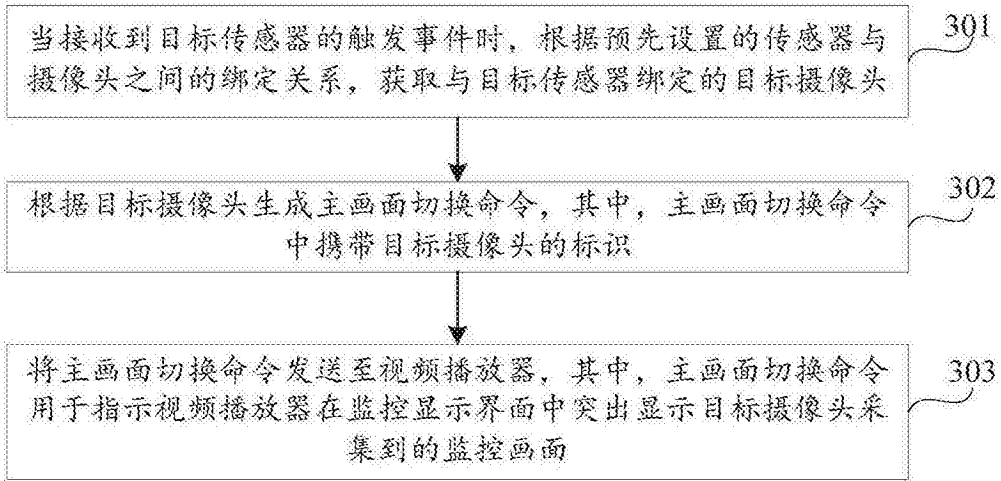 当接收到目标传感器的触发事件时，根据预先设置的传感器与
摄像头之间的绑定关系，获取与目标传感器绑定的目标摄像头
301
根据目标摄像头生成主画面切换命令，其中，主画面切换命令
中携带目标摄像头的标识
302
将主画面切换命令发送至视频播放器，其中，主画面切换命令
用于指示视频播放器在监控显示界面中突出显示目标摄像头采
集到的监控画面
303